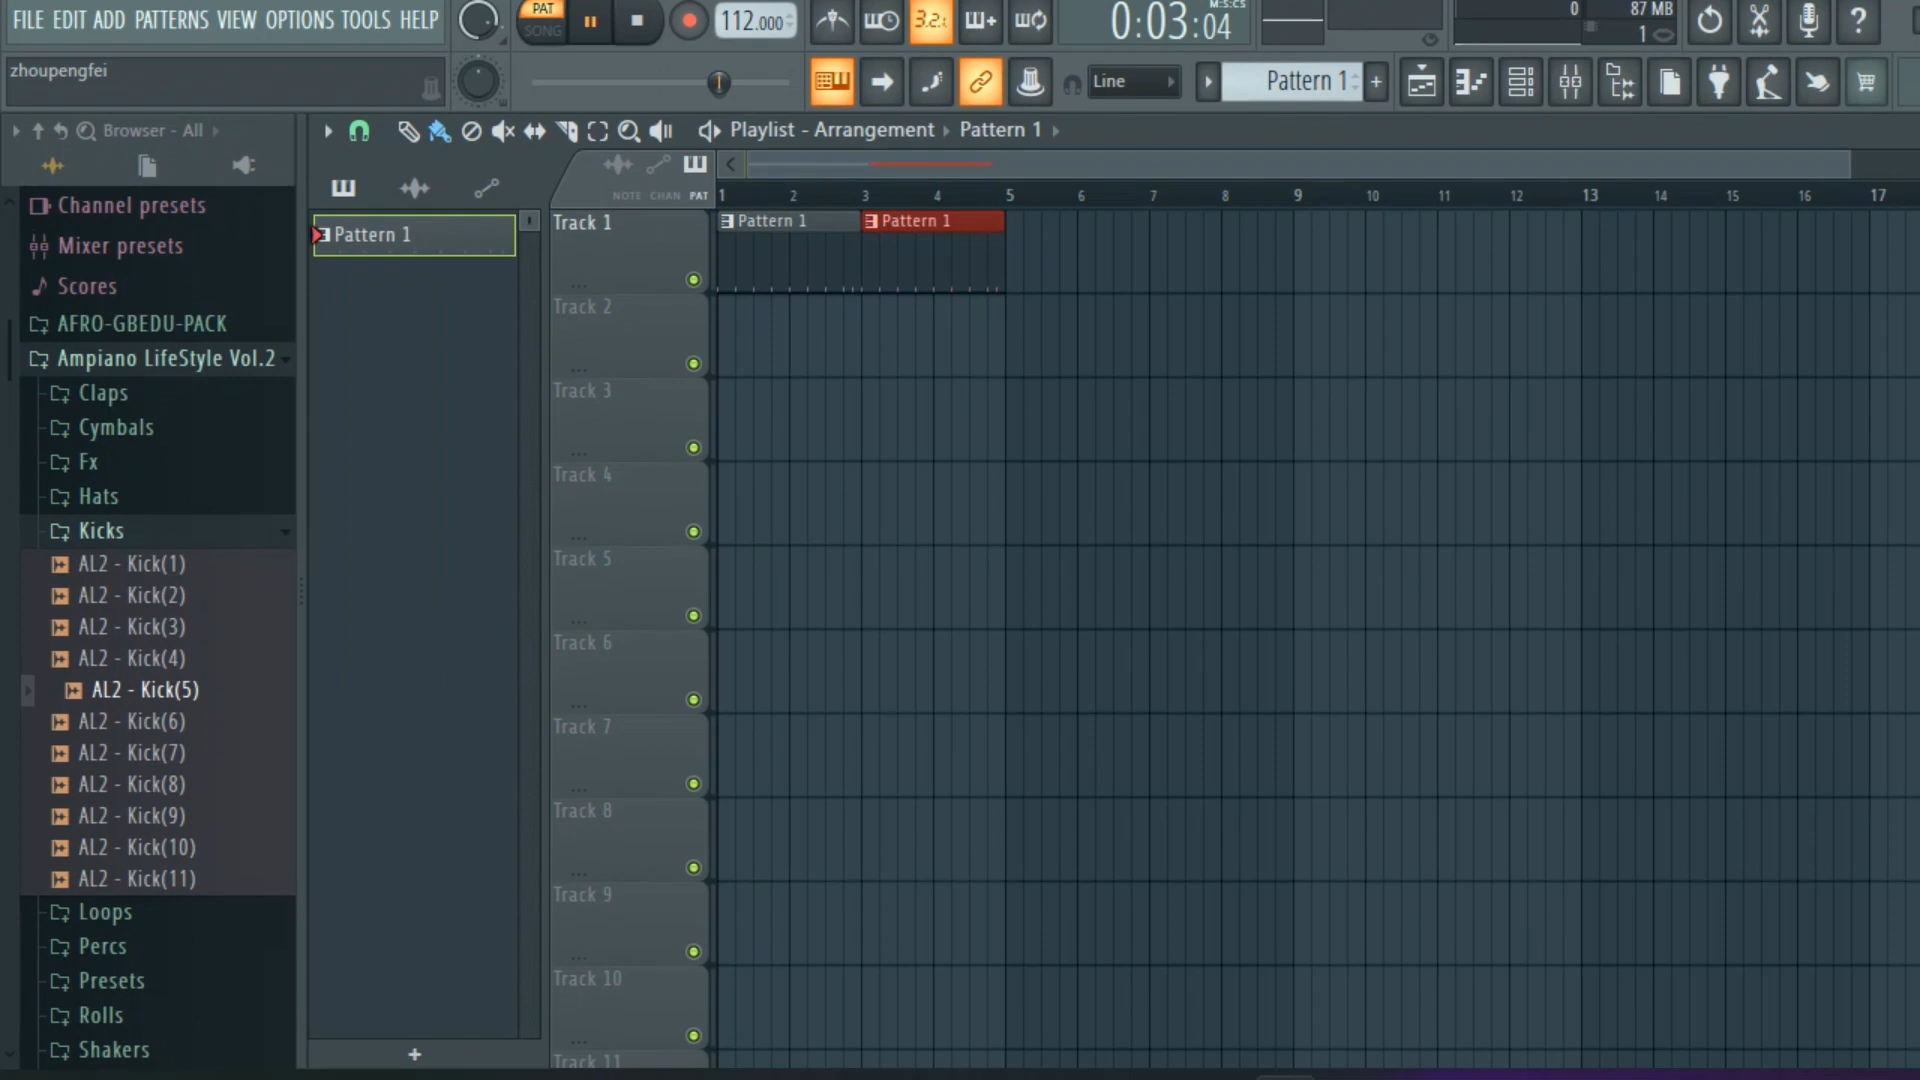 FILE EDIT ADD PATTERNS VIEW OPTIONS TOOLS HELP
PAT
SONG
112.000
3.2.
0:03:04
M:S:CS
0
87 MB
1
?
zhoupengfei
Line
Pattern 1
+
Browser - All
Playlist - Arrangement
Pattern 1
NOTE CHAN PAT
1 2 3 4 5 6 7 8 9 10 11 12 13 14 15 16 17
Channel presets
Mixer presets
Scores
AFRO-GBEDU-PACK
Ampiano LifeStyle Vol.2
Claps
Cymbals
Fx
Hats
Kicks
AL2 - Kick(1)
AL2 - Kick(2)
AL2 - Kick(3)
AL2 - Kick(4)
AL2 - Kick(5)
AL2 - Kick(6)
AL2 - Kick(7)
AL2 - Kick(8)
AL2 - Kick(9)
AL2 - Kick(10)
AL2 - Kick(11)
Loops
Percs
Presets
Rolls
Shakers
Pattern 1
+
Track 1
Pattern 1
Pattern 1
Track 2
Track 3
Track 4
Track 5
Track 6
Track 7
Track 8
Track 9
Track 10
Track 11